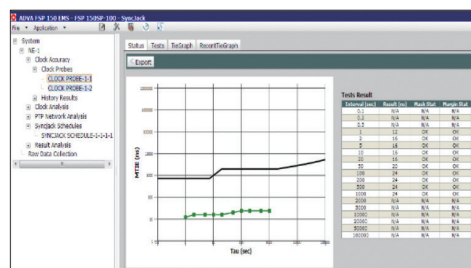 ADVA FSP 150 EMS - FSP 150SP-100 - SyncJack
File Application
System
NE-1
Clock Accuracy
Clock Probes
CLOCK PROBE-1-1
CLOCK PROBE-1-2
History Results
Clock Analysis
PTP Network Analysis
SyncJack Schedules
SYNCJACK SCHEDULE-1-1-1-1
Result Analysis
Raw Data Collection
Status Tests TieGraph RecentTieGraph
Export
MTIE (ns)
Tau (sec)
Tests Result
Interval (sec) Result (ns) Mask Stat Margin Stat
0.1 N/A N/A N/A
0.2 N/A N/A N/A
0.5 N/A N/A N/A
1 12 OK OK
2 16 OK OK
5 16 OK OK
10 16 OK OK
20 16 OK OK
50 20 OK OK
100 24 OK OK
200 24 OK OK
500 24 OK OK
1000 24 OK OK
2000 N/A N/A N/A
5000 N/A N/A N/A
10000 N/A N/A N/A
20000 N/A N/A N/A
50000 N/A N/A N/A
100000 N/A N/A N/A